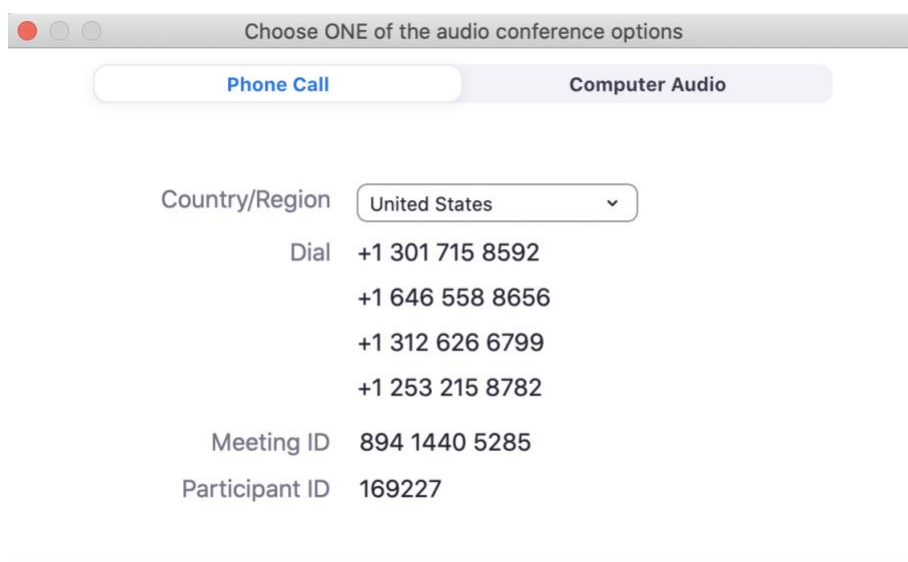 Choose ONE of the audio conference options
Phone Call Computer Audio
Country/Region United States
Dial +1 301 715 8592
+1 646 558 8656
+1 312 626 6799
+1 253 215 8782
Meeting ID 894 1440 5285
Participant ID 169227